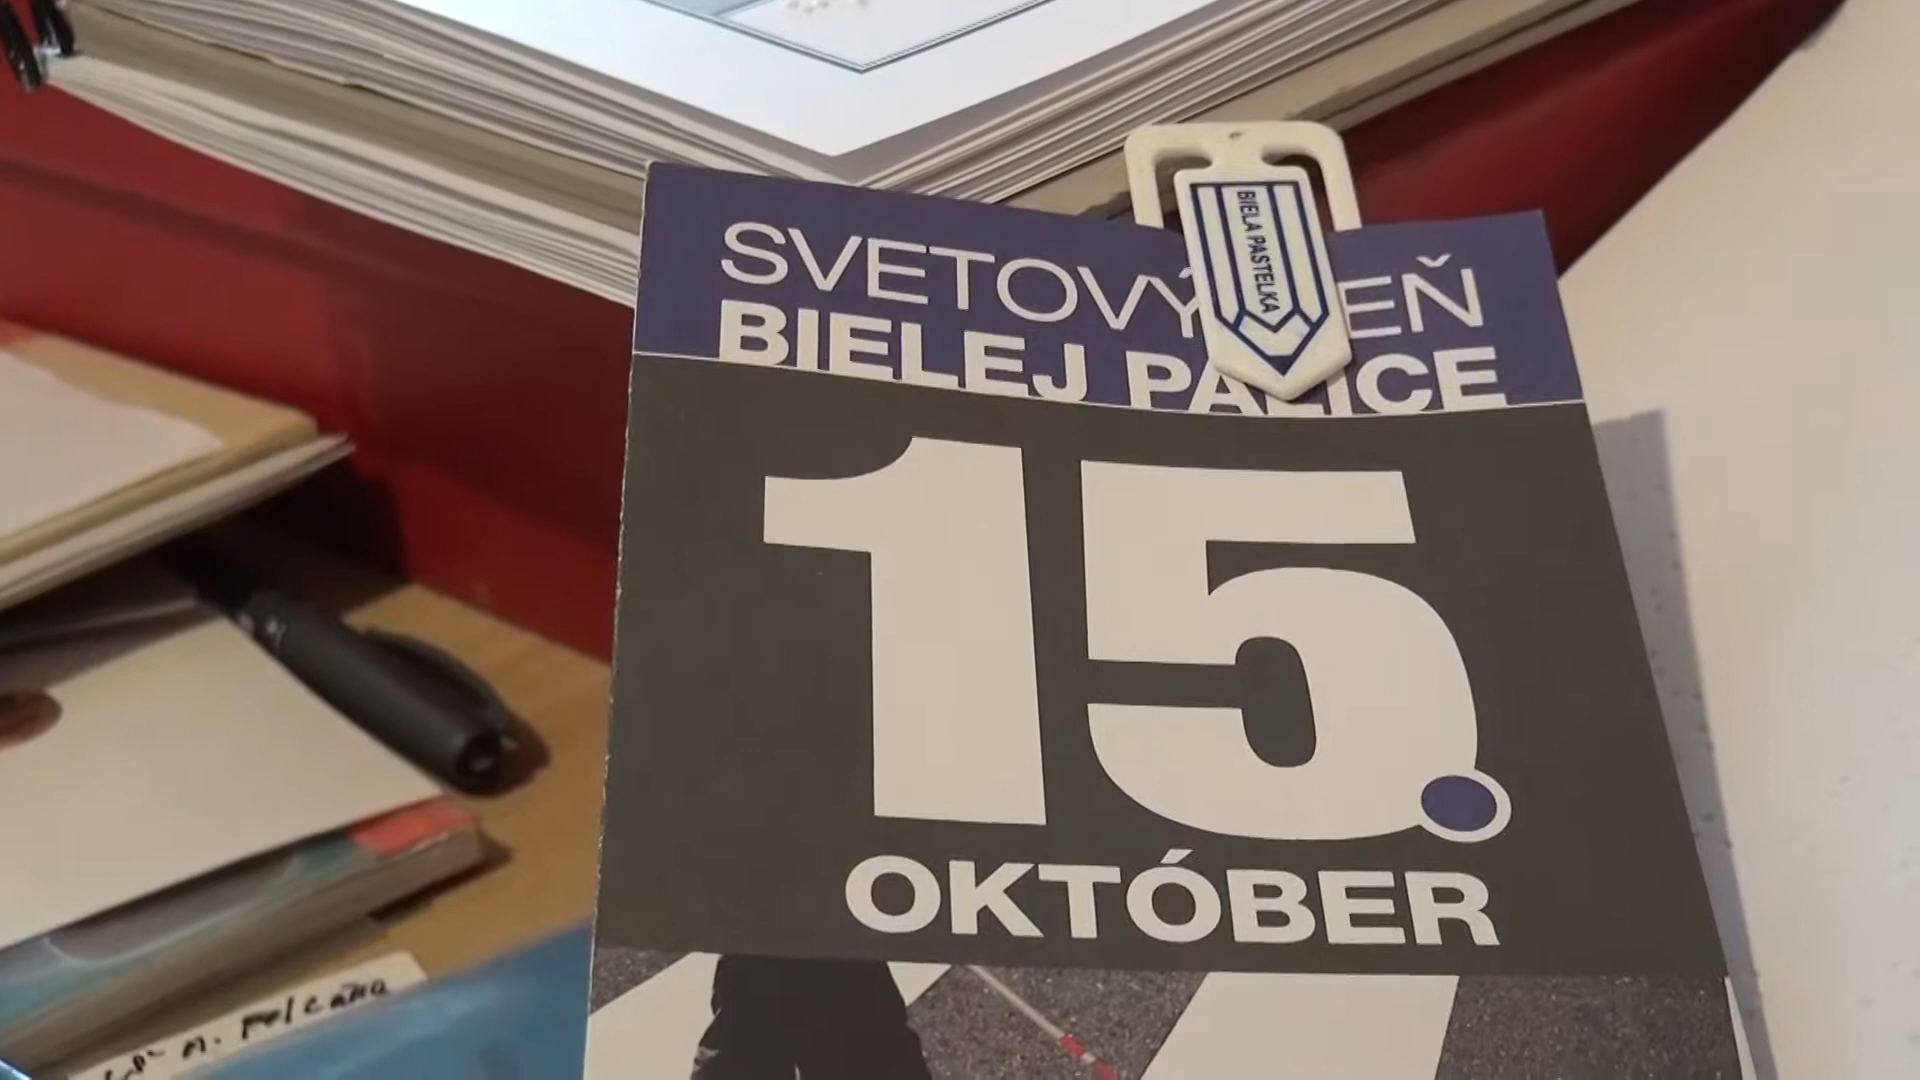 SVETOVÝ DEŇ
BIELEJ PALICE
BIELA PASTELKA
15.
OKTÓBER